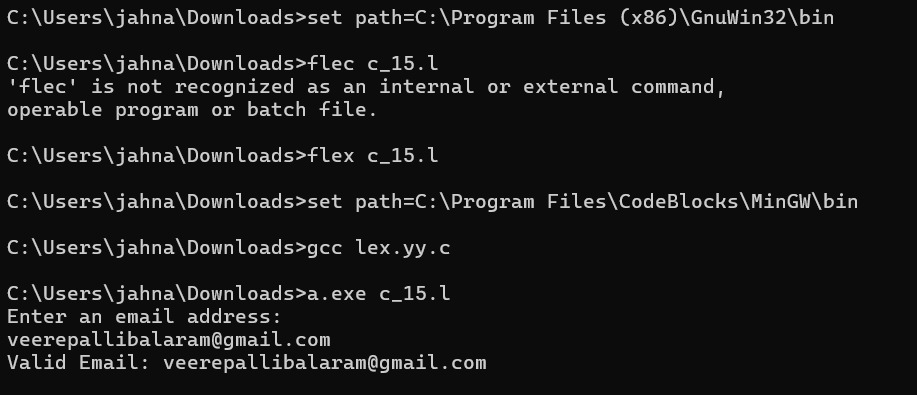 C:\Users\jahna\Downloads>set path=C:\Program Files (x86)\GnuWin32\bin
C:\Users\jahna\Downloads>flec c_15.l
'flec' is not recognized as an internal or external command,
operable program or batch file.
C:\Users\jahna\Downloads>flex c_15.l
C:\Users\jahna\Downloads>set path=C:\Program Files\CodeBlocks\MinGW\bin
C:\Users\jahna\Downloads>gcc lex.yy.c
C:\Users\jahna\Downloads>a.exe c_15.l
Enter an email address:
veerepallibalaram@gmail.com
Valid Email: veerepallibalaram@gmail.com